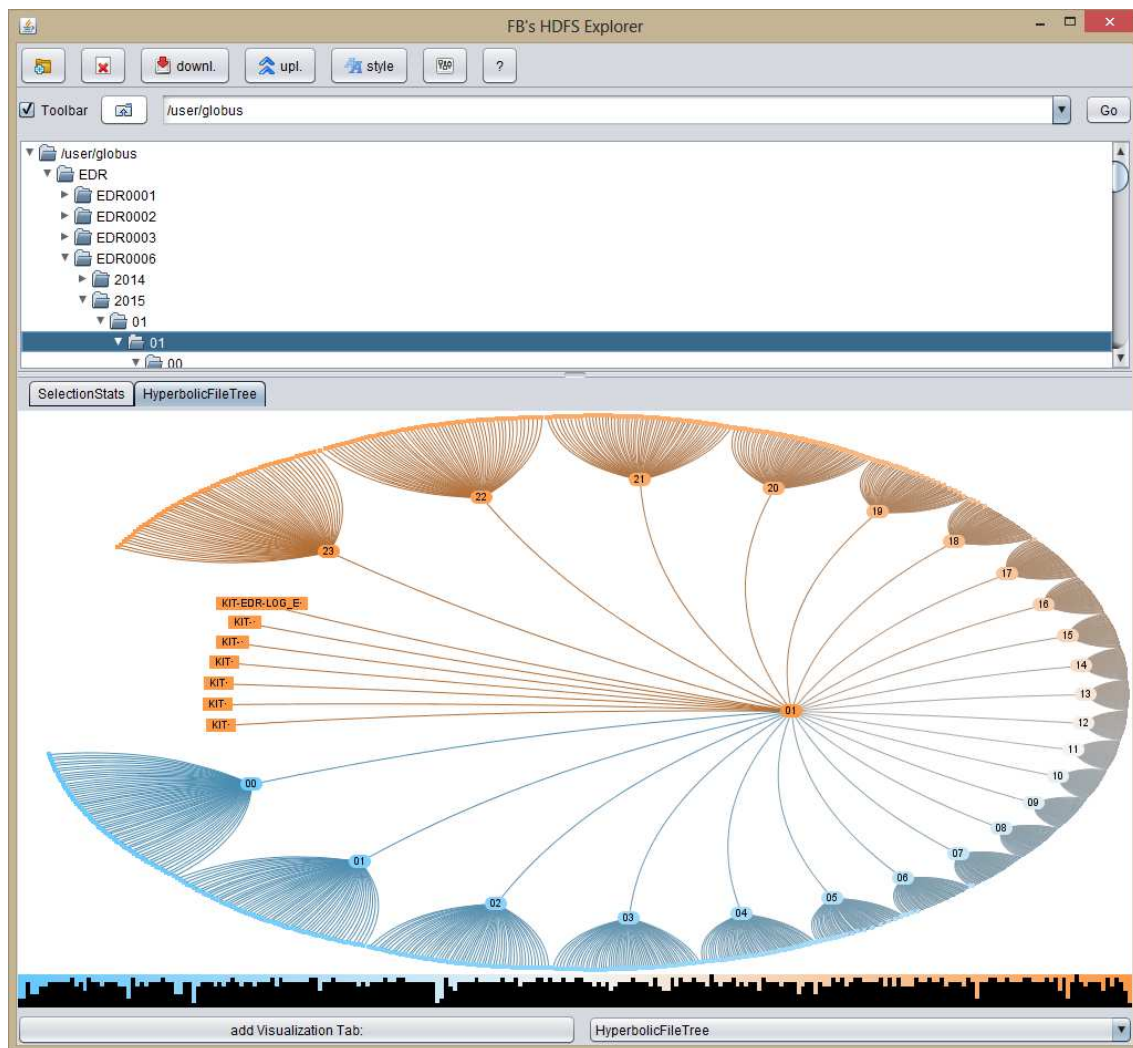 FB's HDFS Explorer
downl. upl. style ?
Toolbar /user/globus Go
/user/globus
EDR
EDR0001
EDR0002
EDR0003
EDR0006
2014
2015
01
01
00
SelectionStats HyperbolicFileTree
21
20
22
19
18
23
17
KIT-EDR-LOG_E·
16
KIT-·
15
KIT-·
KIT-
14
KIT-
13
KIT-
01
KIT-
12
11
00
10
09
08
07
01
06
05
02
04
03
add Visualization Tab: HyperbolicFileTree